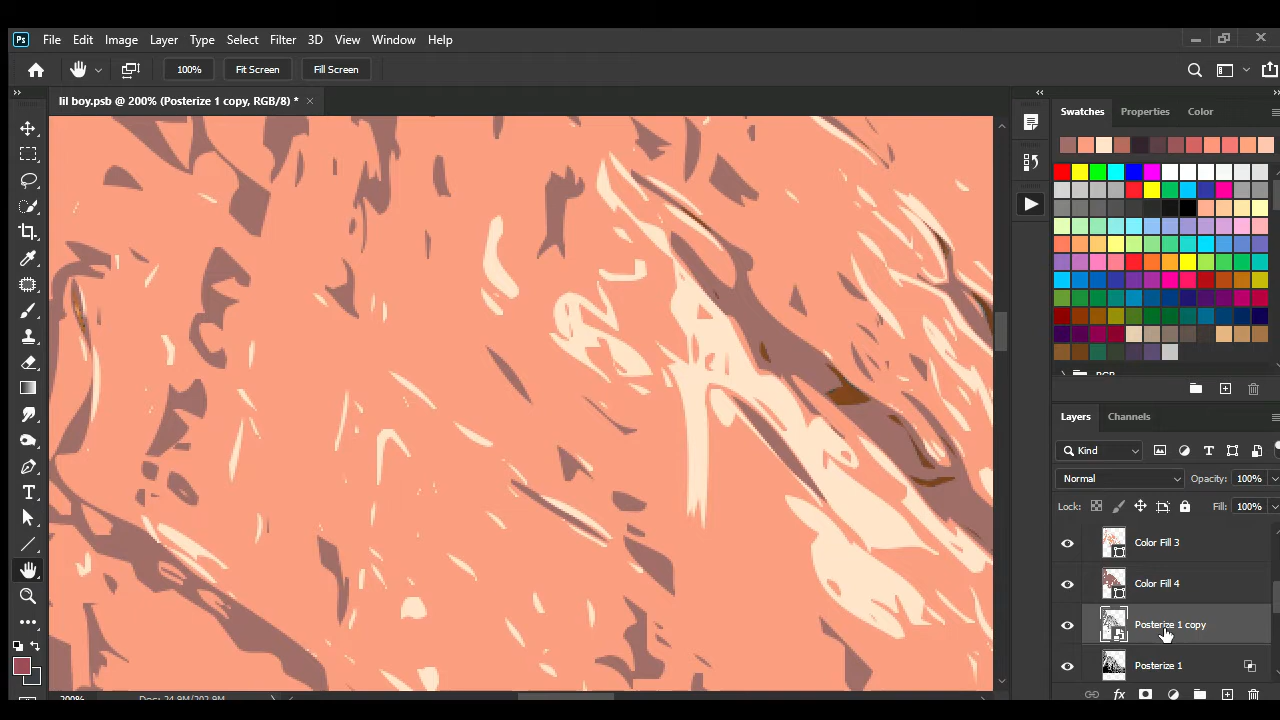 Ps File Edit Image Layer Type Select Filter 3D View Window Help
100% Fit Screen Fill Screen
lil boy.psb @ 200% (Posterize 1 copy, RGB/8) *
Swatches Properties Color
Layers Channels
Kind
Normal Opacity: 100%
Lock: Fill: 100%
Color Fill 3
Color Fill 4
Posterize 1 copy
Posterize 1
fx